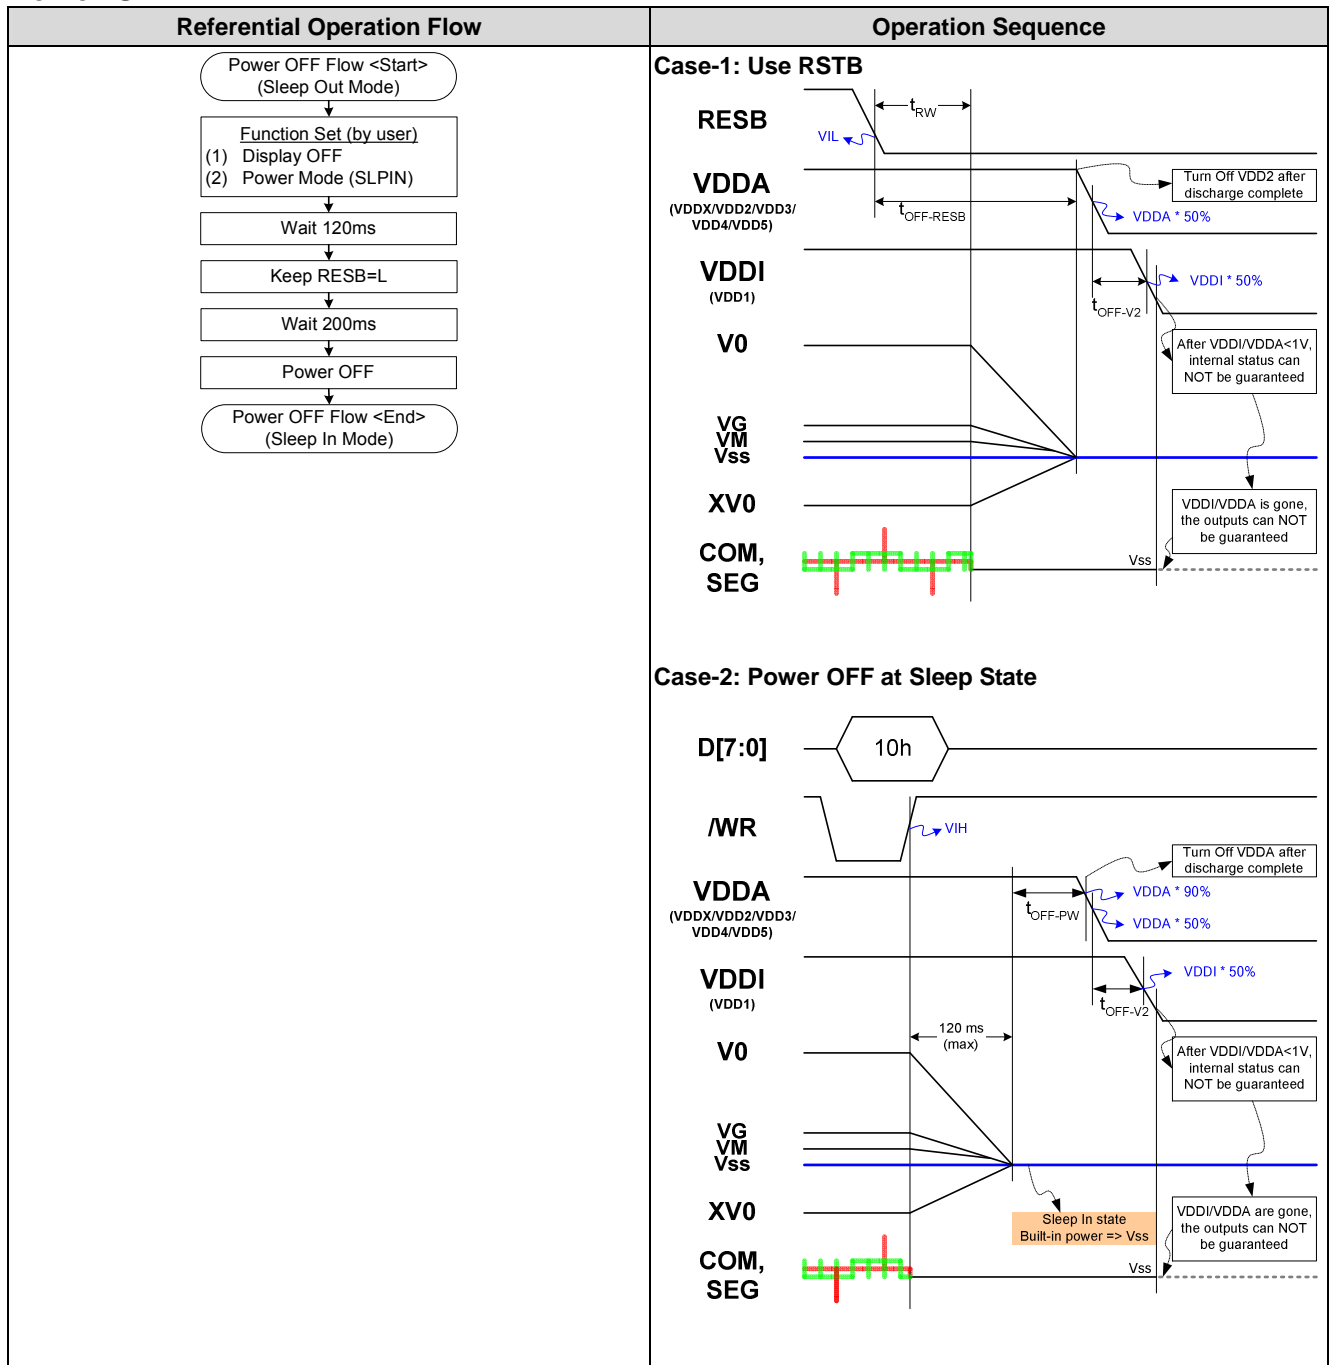 Referential Operation Flow
Operation Sequence
Power OFF Flow <Start>
(Sleep Out Mode)
Function Set (by user)
(1) Display OFF
(2) Power Mode (SLPIN)
Wait 120ms
Keep RESB=L
Wait 200ms
Power OFF
Power OFF Flow <End>
(Sleep In Mode)
Case-1: Use RSTB
RESB
tRW
VIL
VDDA
(VDDX/VDD2/VDD3/
VDD4/VDD5)
tOFF-RESB
Turn Off VDD2 after
discharge complete
VDDA * 50%
VDDI
(VDD1)
VDDI * 50%
tOFF-V2
V0
After VDDI/VDDA<1V,
internal status can
NOT be guaranteed
VG
VM
Vss
XV0
VDDI/VDDA is gone,
the outputs can NOT
be guaranteed
COM,
SEG
Vss
Case-2: Power OFF at Sleep State
D[7:0]
10h
/WR
VIH
Turn Off VDDA after
discharge complete
VDDA
(VDDX/VDD2/VDD3/
VDD4/VDD5)
tOFF-PW
VDDA * 90%
VDDA * 50%
VDDI
(VDD1)
VDDI * 50%
tOFF-V2
120 ms
(max)
V0
After VDDI/VDDA<1V,
internal status can
NOT be guaranteed
VG
VM
Vss
XV0
Sleep In state
Built-in power => Vss
VDDI/VDDA are gone,
the outputs can NOT
be guaranteed
COM,
SEG
Vss